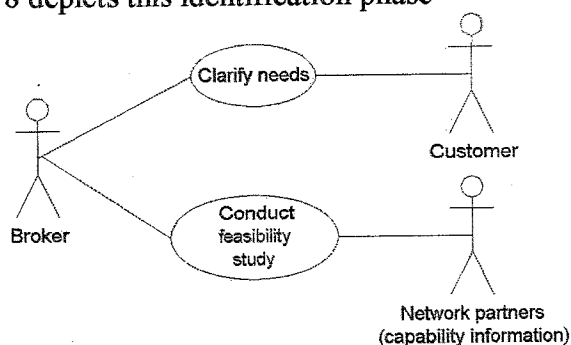 8 depicts this identification phase
Clarify needs
Customer
Broker
Conduct
feasibility
study
Network partners
(capability information)